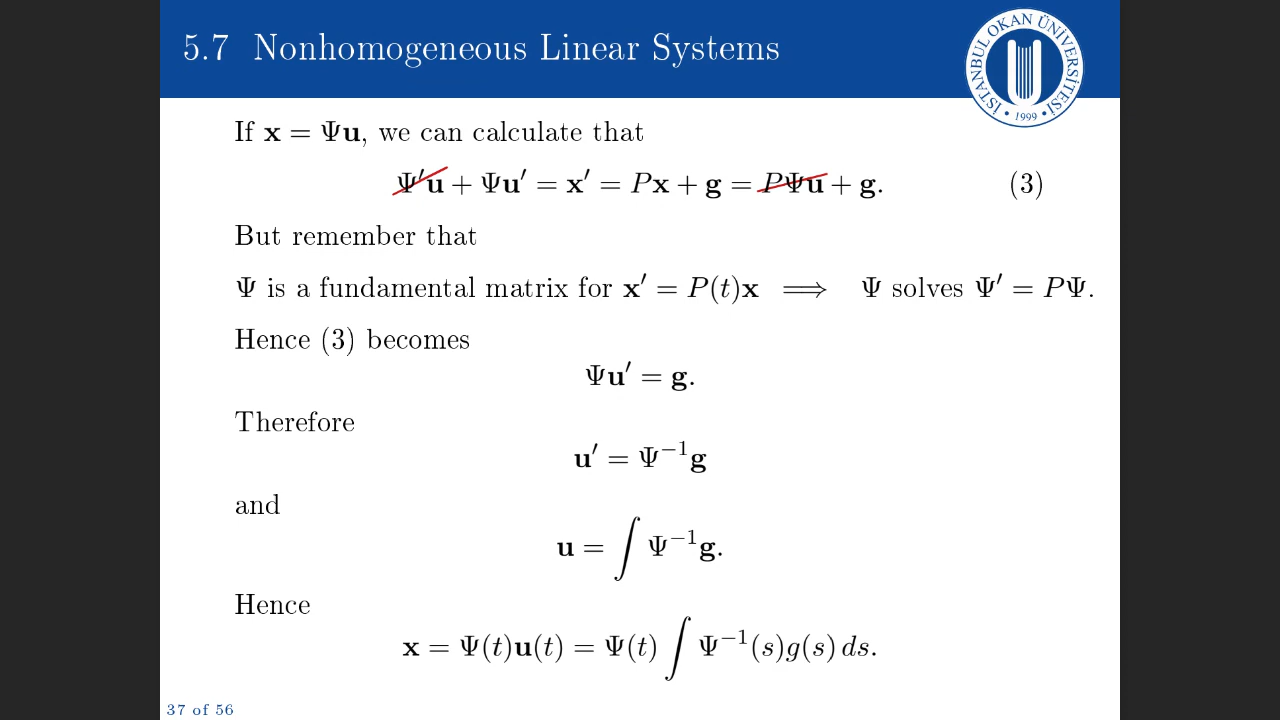 5.7 Nonhomogeneous Linear Systems
İSTANBUL OKAN ÜNİVERSİTESİ
• 1999 •
If x = Ψu, we can calculate that
Ψ′u + Ψu′ = x′ = Px + g = PΨu + g. (3)
But remember that
Ψ is a fundamental matrix for x′ = P(t)x ⟹ Ψ solves Ψ′ = PΨ.
Hence (3) becomes
Ψu′ = g.
Therefore
u′ = Ψ⁻¹g
and
u = ∫ Ψ⁻¹g.
Hence
x = Ψ(t)u(t) = Ψ(t) ∫ Ψ⁻¹(s)g(s) ds.
37 of 56